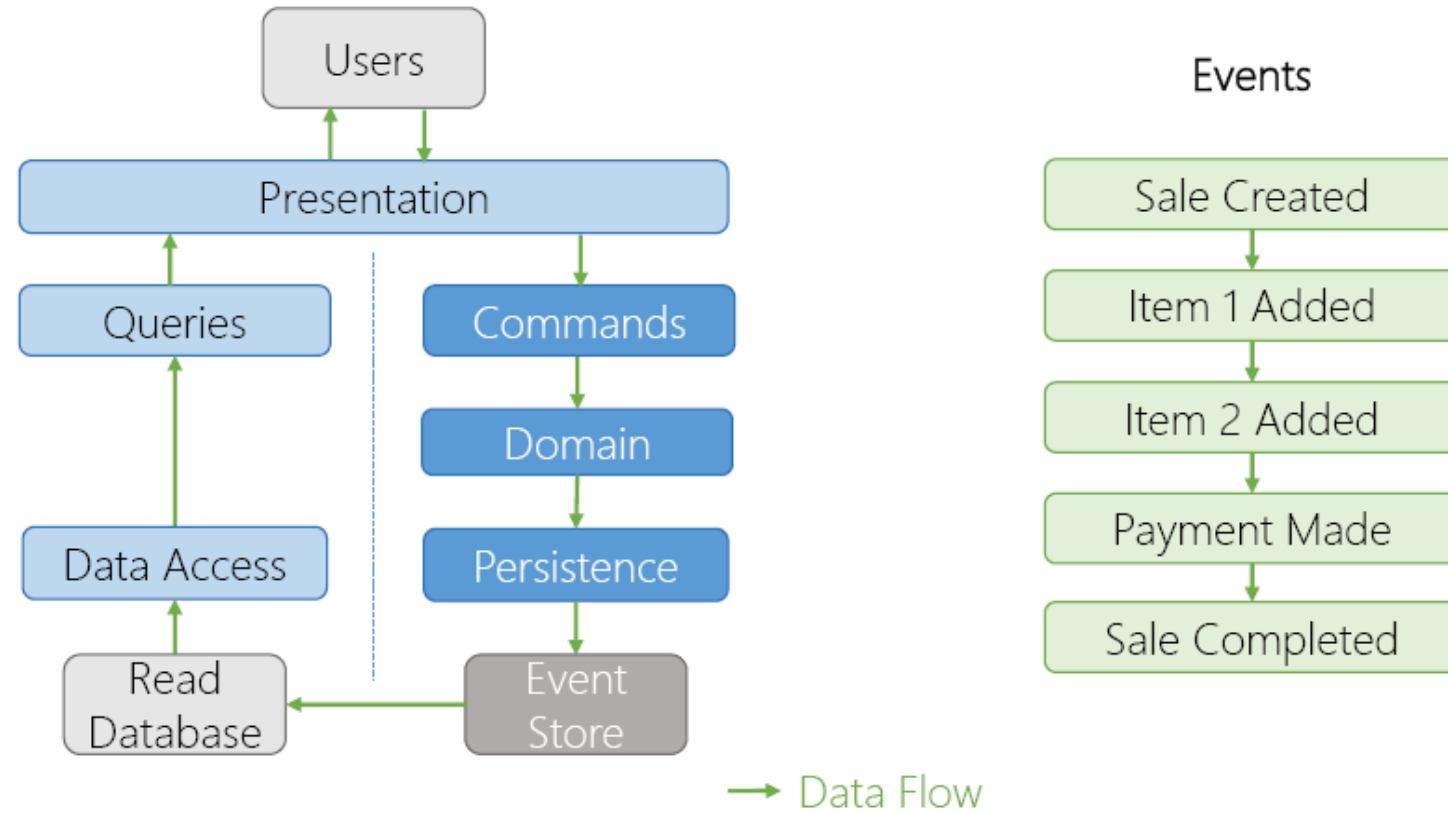 Users
Presentation
Queries
Commands
Domain
Data Access
Persistence
Read
Database
Event
Store
Data Flow
Events
Sale Created
Item 1 Added
Item 2 Added
Payment Made
Sale Completed